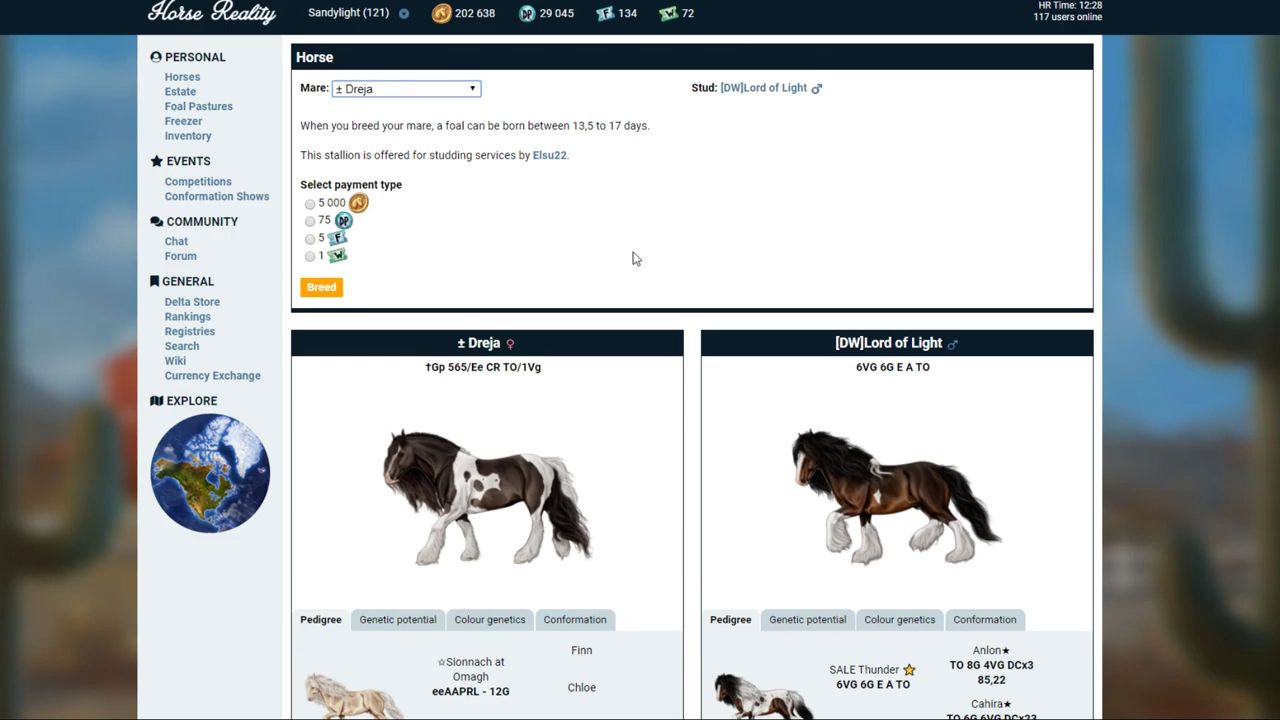 Horse Reality
Sandylight (121)
202 638
DP 29 045
F 134
W 72
HR Time: 12:28
117 users online
PERSONAL
Horses
Estate
Foal Pastures
Freezer
Inventory
EVENTS
Competitions
Conformation Shows
COMMUNITY
Chat
Forum
GENERAL
Delta Store
Rankings
Registries
Search
Wiki
Currency Exchange
EXPLORE
Horse
Mare: ± Dreja
Stud: [DW]Lord of Light ♂
When you breed your mare, a foal can be born between 13,5 to 17 days.
This stallion is offered for studding services by Elsu22.
Select payment type
5 000
75 DP
5 F
1 W
Breed
± Dreja ♀
†Gp 565/Ee CR TO/1Vg
Pedigree
Genetic potential
Colour genetics
Conformation
☆Sionnach at
Omagh
eeAAPRL - 12G
Finn
Chloe
[DW]Lord of Light ♂
6VG 6G E A TO
Pedigree
Genetic potential
Colour genetics
Conformation
SALE Thunder
6VG 6G E A TO
Anlon★
TO 8G 4VG DCx3
85,22
Cahira★
TO 6G 6VG DCx23